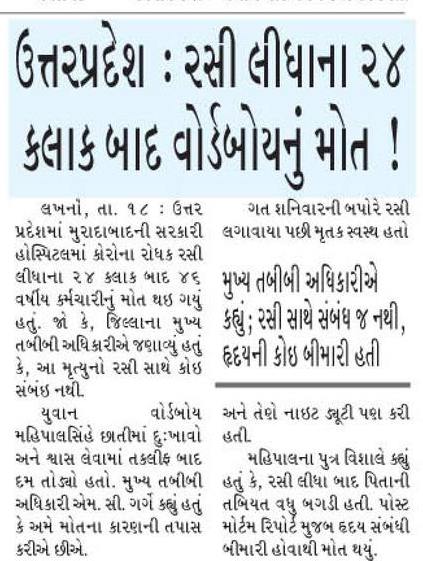 ઉત્તરપ્રદેશ : રસી લીધાના ૨૪
કલાક બાદ વોર્ડબોયનું મોત !
લખનૌ, તા. ૧૮ : ઉત્તર
પ્રદેશમાં મુરાદાબાદની સરકારી
હોસ્પિટલમાં કોરોના રોધક રસી
લીધાના ૨૪ કલાક બાદ ૪૬
વર્ષીય કર્મચારીનું મોત થઇ ગયું
હતું. જો કે, જિલ્લાના મુખ્ય
તબીબી અધિકારીએ જણાવ્યું હતું
કે, આ મૃત્યુનો રસી સાથે કોઇ
સંબંઇ નથી.
યુવાન વોર્ડબોય
મહિપાલસિંહે છાતીમાં દુઃખાવો
અને શ્વાસ લેવામાં તકલીફ બાદ
દમ તોડ્યો હતો. મુખ્ય તબીબી
અધિકારી એમ. સી. ગર્ગે કહ્યું હતું
કે અમે મોતના કારણની તપાસ
કરીએ છીએ.
ગત શનિવારની બપોરે રસી
લગાવાયા પછી મૃતક સ્વસ્થ હતો
મુખ્ય તબીબી અધિકારીએ
કહ્યું; રસી સાથે સંબંધ જ નથી,
હૃદયની કોઇ બીમારી હતી
અને તેણે નાઇટ ડ્યૂટી પણ કરી
હતી.
મહિપાલના પુત્ર વિશાલે કહ્યું
હતું કે, રસી લીધા બાદ પિતાની
તબિયત વધુ બગડી હતી. પોસ્ટ
મોર્ટમ રિપોર્ટ મુજબ હૃદય સંબંધી
બીમારી હોવાથી મોત થયું.